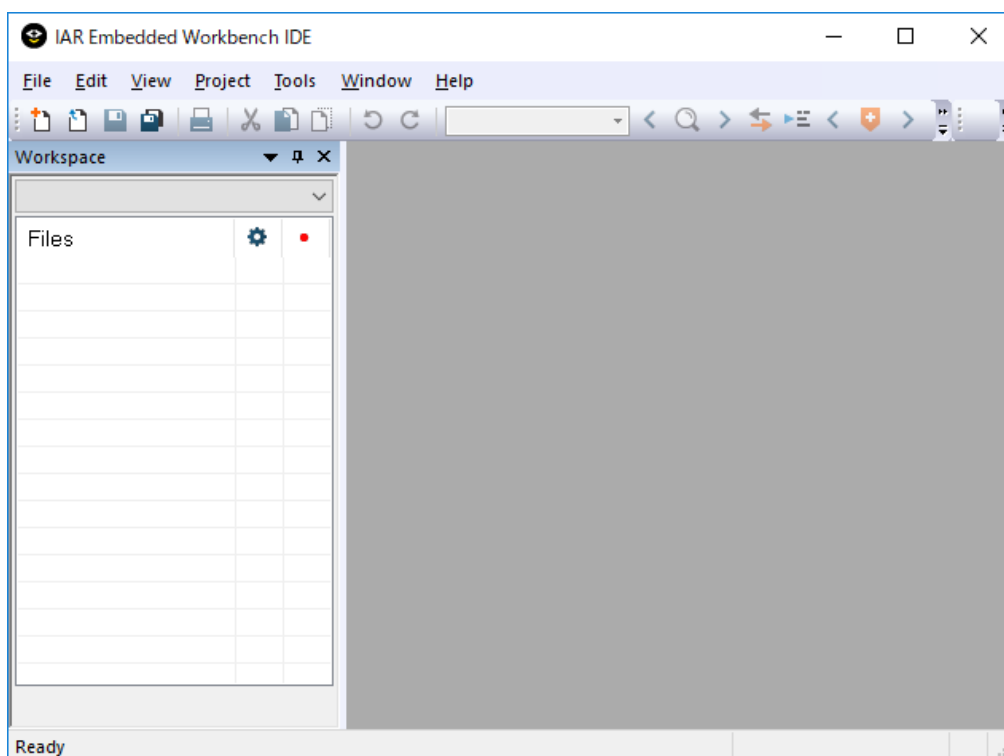 IAR Embedded Workbench IDE
File Edit View Project Tools Window Help
Workspace
Files
Ready